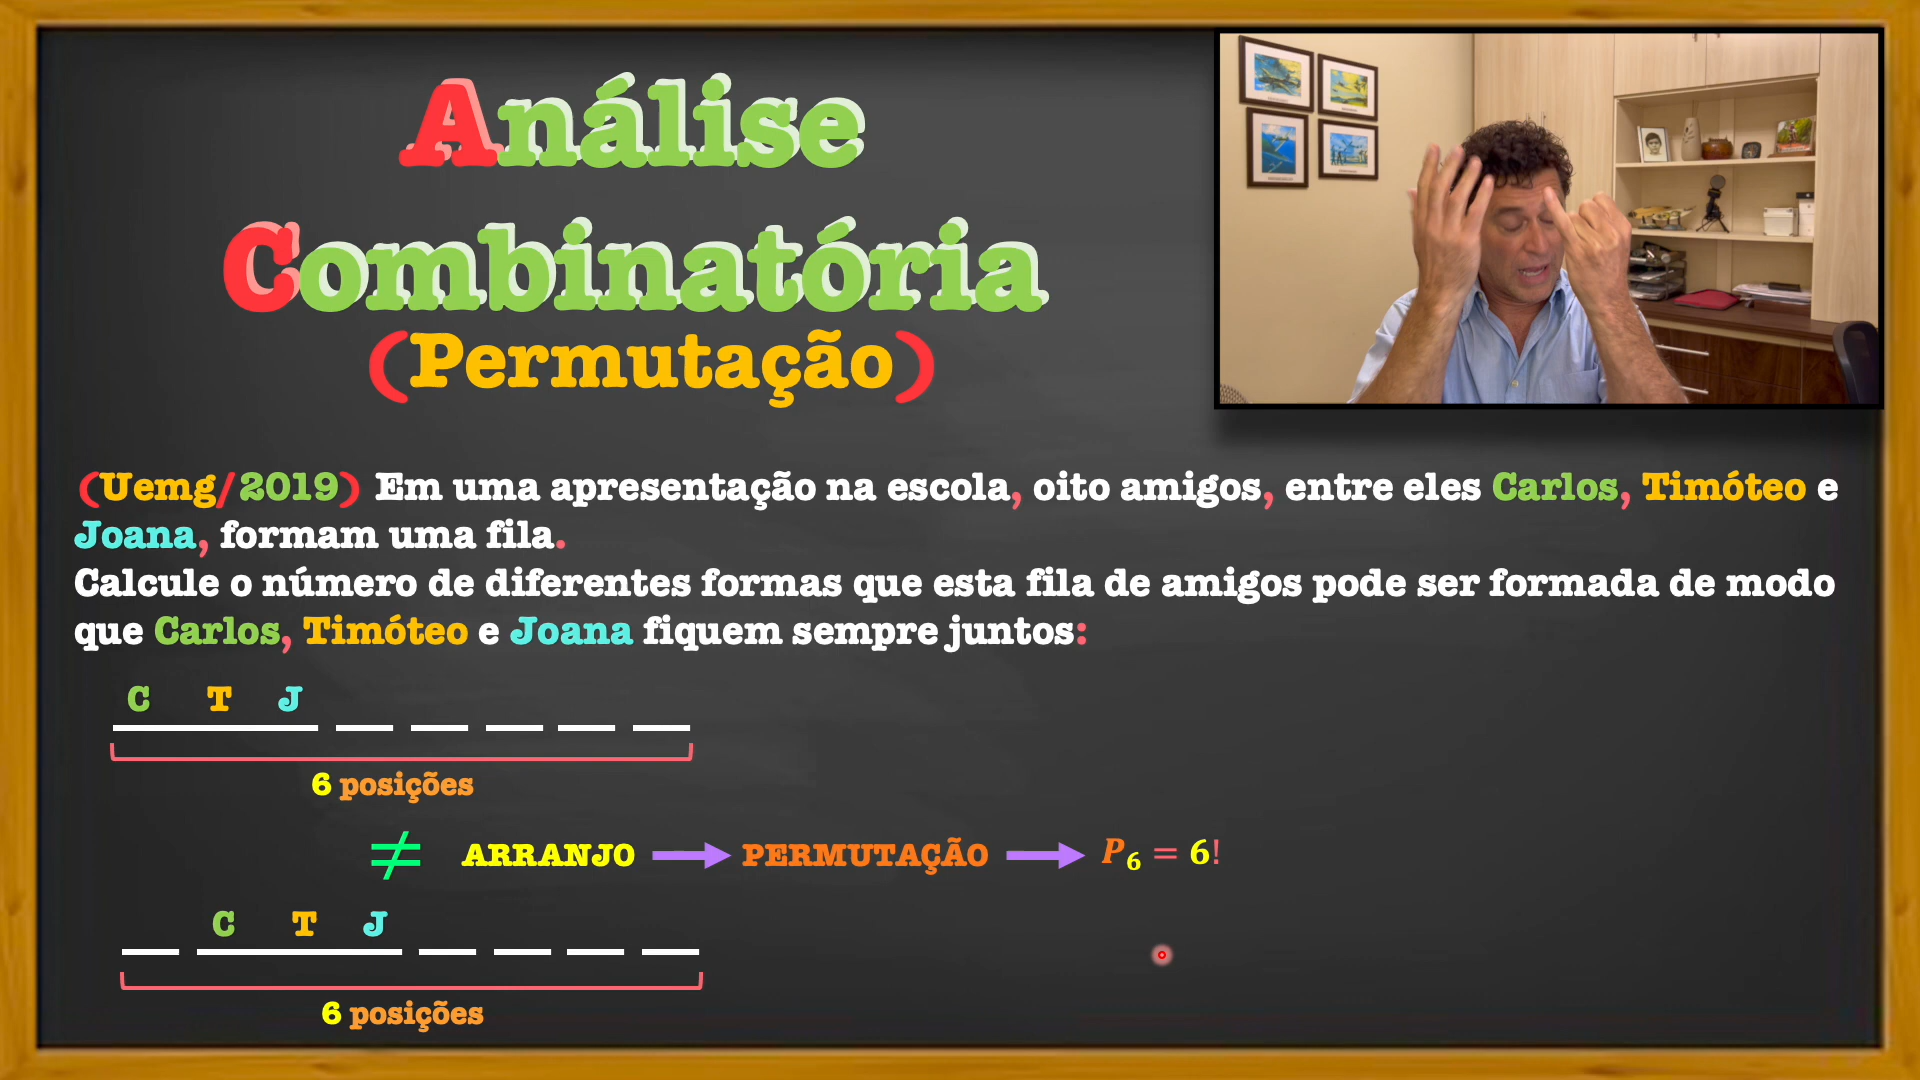 Análise
Combinatória
(Permutação)
(Uemg/2019) Em uma apresentação na escola, oito amigos, entre eles Carlos, Timóteo e
Joana, formam uma fila.
Calcule o número de diferentes formas que esta fila de amigos pode ser formada de modo
que Carlos, Timóteo e Joana fiquem sempre juntos:
C T J
6 posições
≠ ARRANJO → PERMUTAÇÃO → P₆ = 6!
C T J
6 posições